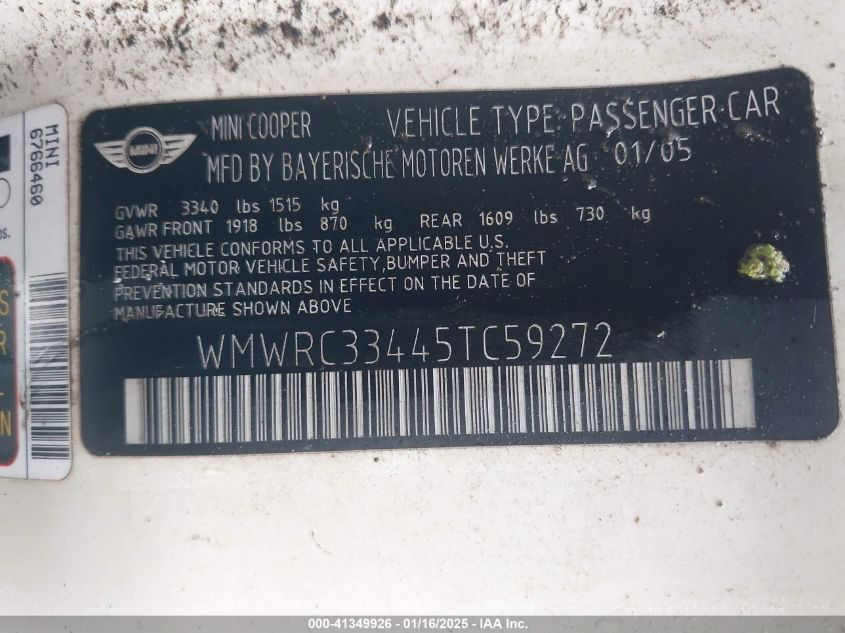 MINI COOPER VEHICLE TYPE: PASSENGER CAR
MINI
MFD BY BAYERISCHE MOTOREN WERKE AG 01/05
GVWR 3340 lbs 1515 kg
GAWR FRONT 1918 lbs 870 kg REAR 1609 lbs 730 kg
THIS VEHICLE CONFORMS TO ALL APPLICABLE U.S.
FEDERAL MOTOR VEHICLE SAFETY,BUMPER AND THEFT
PREVENTION STANDARDS IN EFFECT ON THE DATE OF
MANUFACTURE SHOWN ABOVE
WMWRC33445TC59272
MINI
6766460
000-41349926 - 01/16/2025 - IAA Inc.